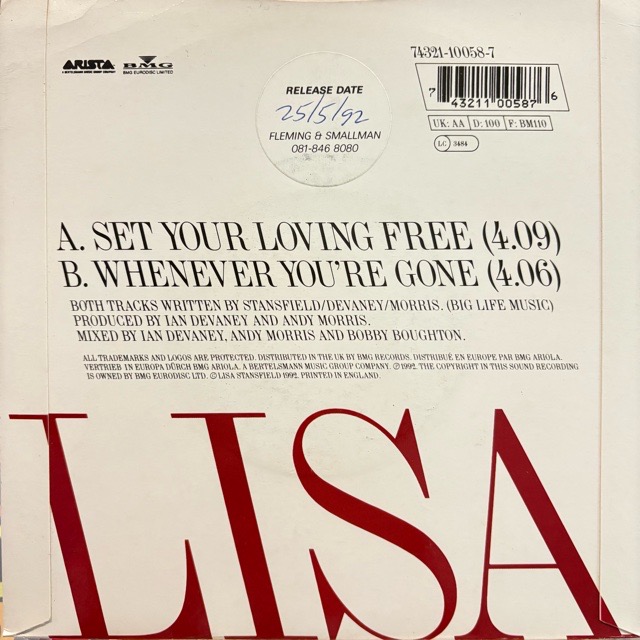 ARISTA
A BERTELSMANN MUSIC GROUP COMPANY
BMG
BMG EURODISC LIMITED
RELEASE DATE
25/5/92
FLEMING & SMALLMAN
081-846 8080
74321-10058-7
7 43211 00587 6
UK: AA D: 100 F: BM110
LC 3484
A. SET YOUR LOVING FREE (4.09)
B. WHENEVER YOU'RE GONE (4.06)
BOTH TRACKS WRITTEN BY STANSFIELD/DEVANEY/MORRIS. (BIG LIFE MUSIC)
PRODUCED BY IAN DEVANEY AND ANDY MORRIS.
MIXED BY IAN DEVANEY, ANDY MORRIS AND BOBBY BOUGHTON.
ALL TRADEMARKS AND LOGOS ARE PROTECTED. DISTRIBUTED IN THE UK BY BMG RECORDS. DISTRIBUÉ EN EUROPE PAR BMG ARIOLA.
VERTRIEB IN EUROPA DÜRCH BMG ARIOLA. A BERTELSMANN MUSIC GROUP COMPANY. ℗ 1992. THE COPYRIGHT IN THIS SOUND RECORDING
IS OWNED BY BMG EURODISC LTD. © LISA STANSFIELD 1992. PRINTED IN ENGLAND.
LISA